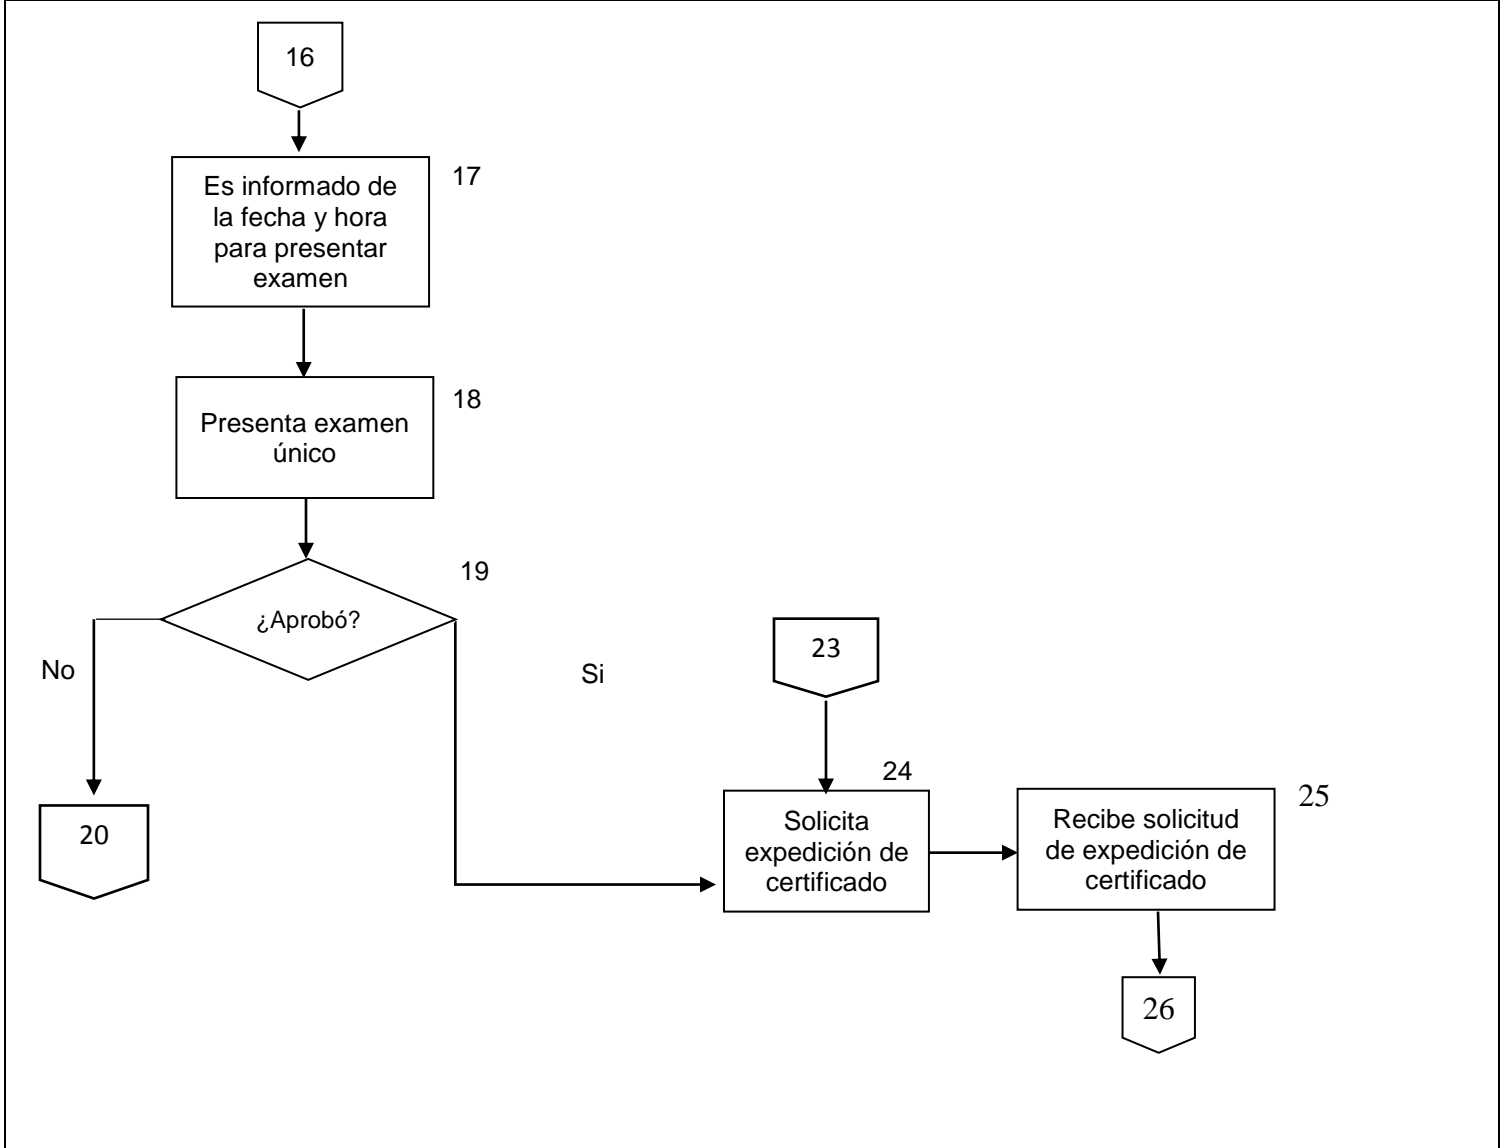 16
17
Es informado de
la fecha y hora
para presentar
examen
18
Presenta examen
único
19
¿Aprobó?
No
Si
20
23
24
Solicita
expedición de
certificado
25
Recibe solicitud
de expedición de
certificado
26